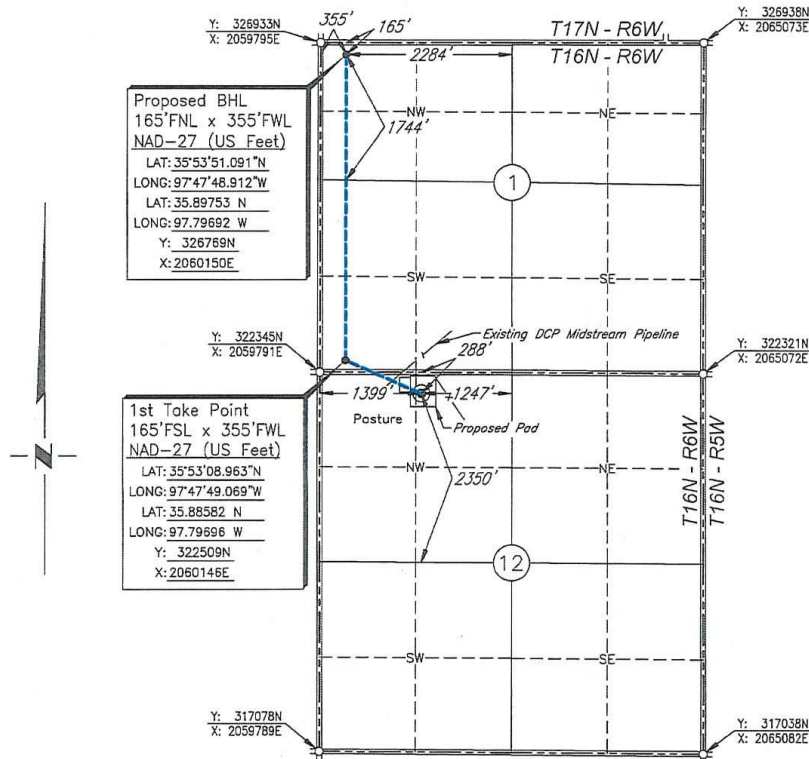 Y: 326933N
X: 2059795E
355'
165'
T17N - R6W
T16N - R6W
Y: 326938N
X: 2065073E
2284'
Proposed BHL
165'FNL x 355'FWL
NAD-27 (US Feet)
LAT: 35°53'51.091"N
LONG: 97°47'48.912"W
LAT: 35.89753 N
LONG: 97.79692 W
Y: 326769N
X: 2060150E
1744'
NW
NE
1
SW
SE
Existing DCP Midstream Pipeline
Y: 322345N
X: 2059791E
288'
Y: 322321N
X: 2065072E
1399'
1247'
Pasture
Proposed Pad
1st Take Point
165'FSL x 355'FWL
NAD-27 (US Feet)
LAT: 35°53'08.963"N
LONG: 97°47'49.069"W
LAT: 35.88582 N
LONG: 97.79696 W
Y: 322509N
X: 2060146E
N
NW
NE
2350'
T16N - R6W
T16N - R5W
12
SW
SE
Y: 317078N
X: 2059789E
Y: 317038N
X: 2065082E